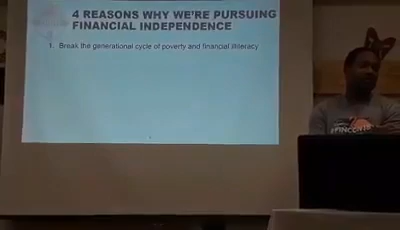 4 REASONS WHY WE'RE PURSUING
FINANCIAL INDEPENDENCE
1. Break the generational cycle of poverty and financial illiteracy